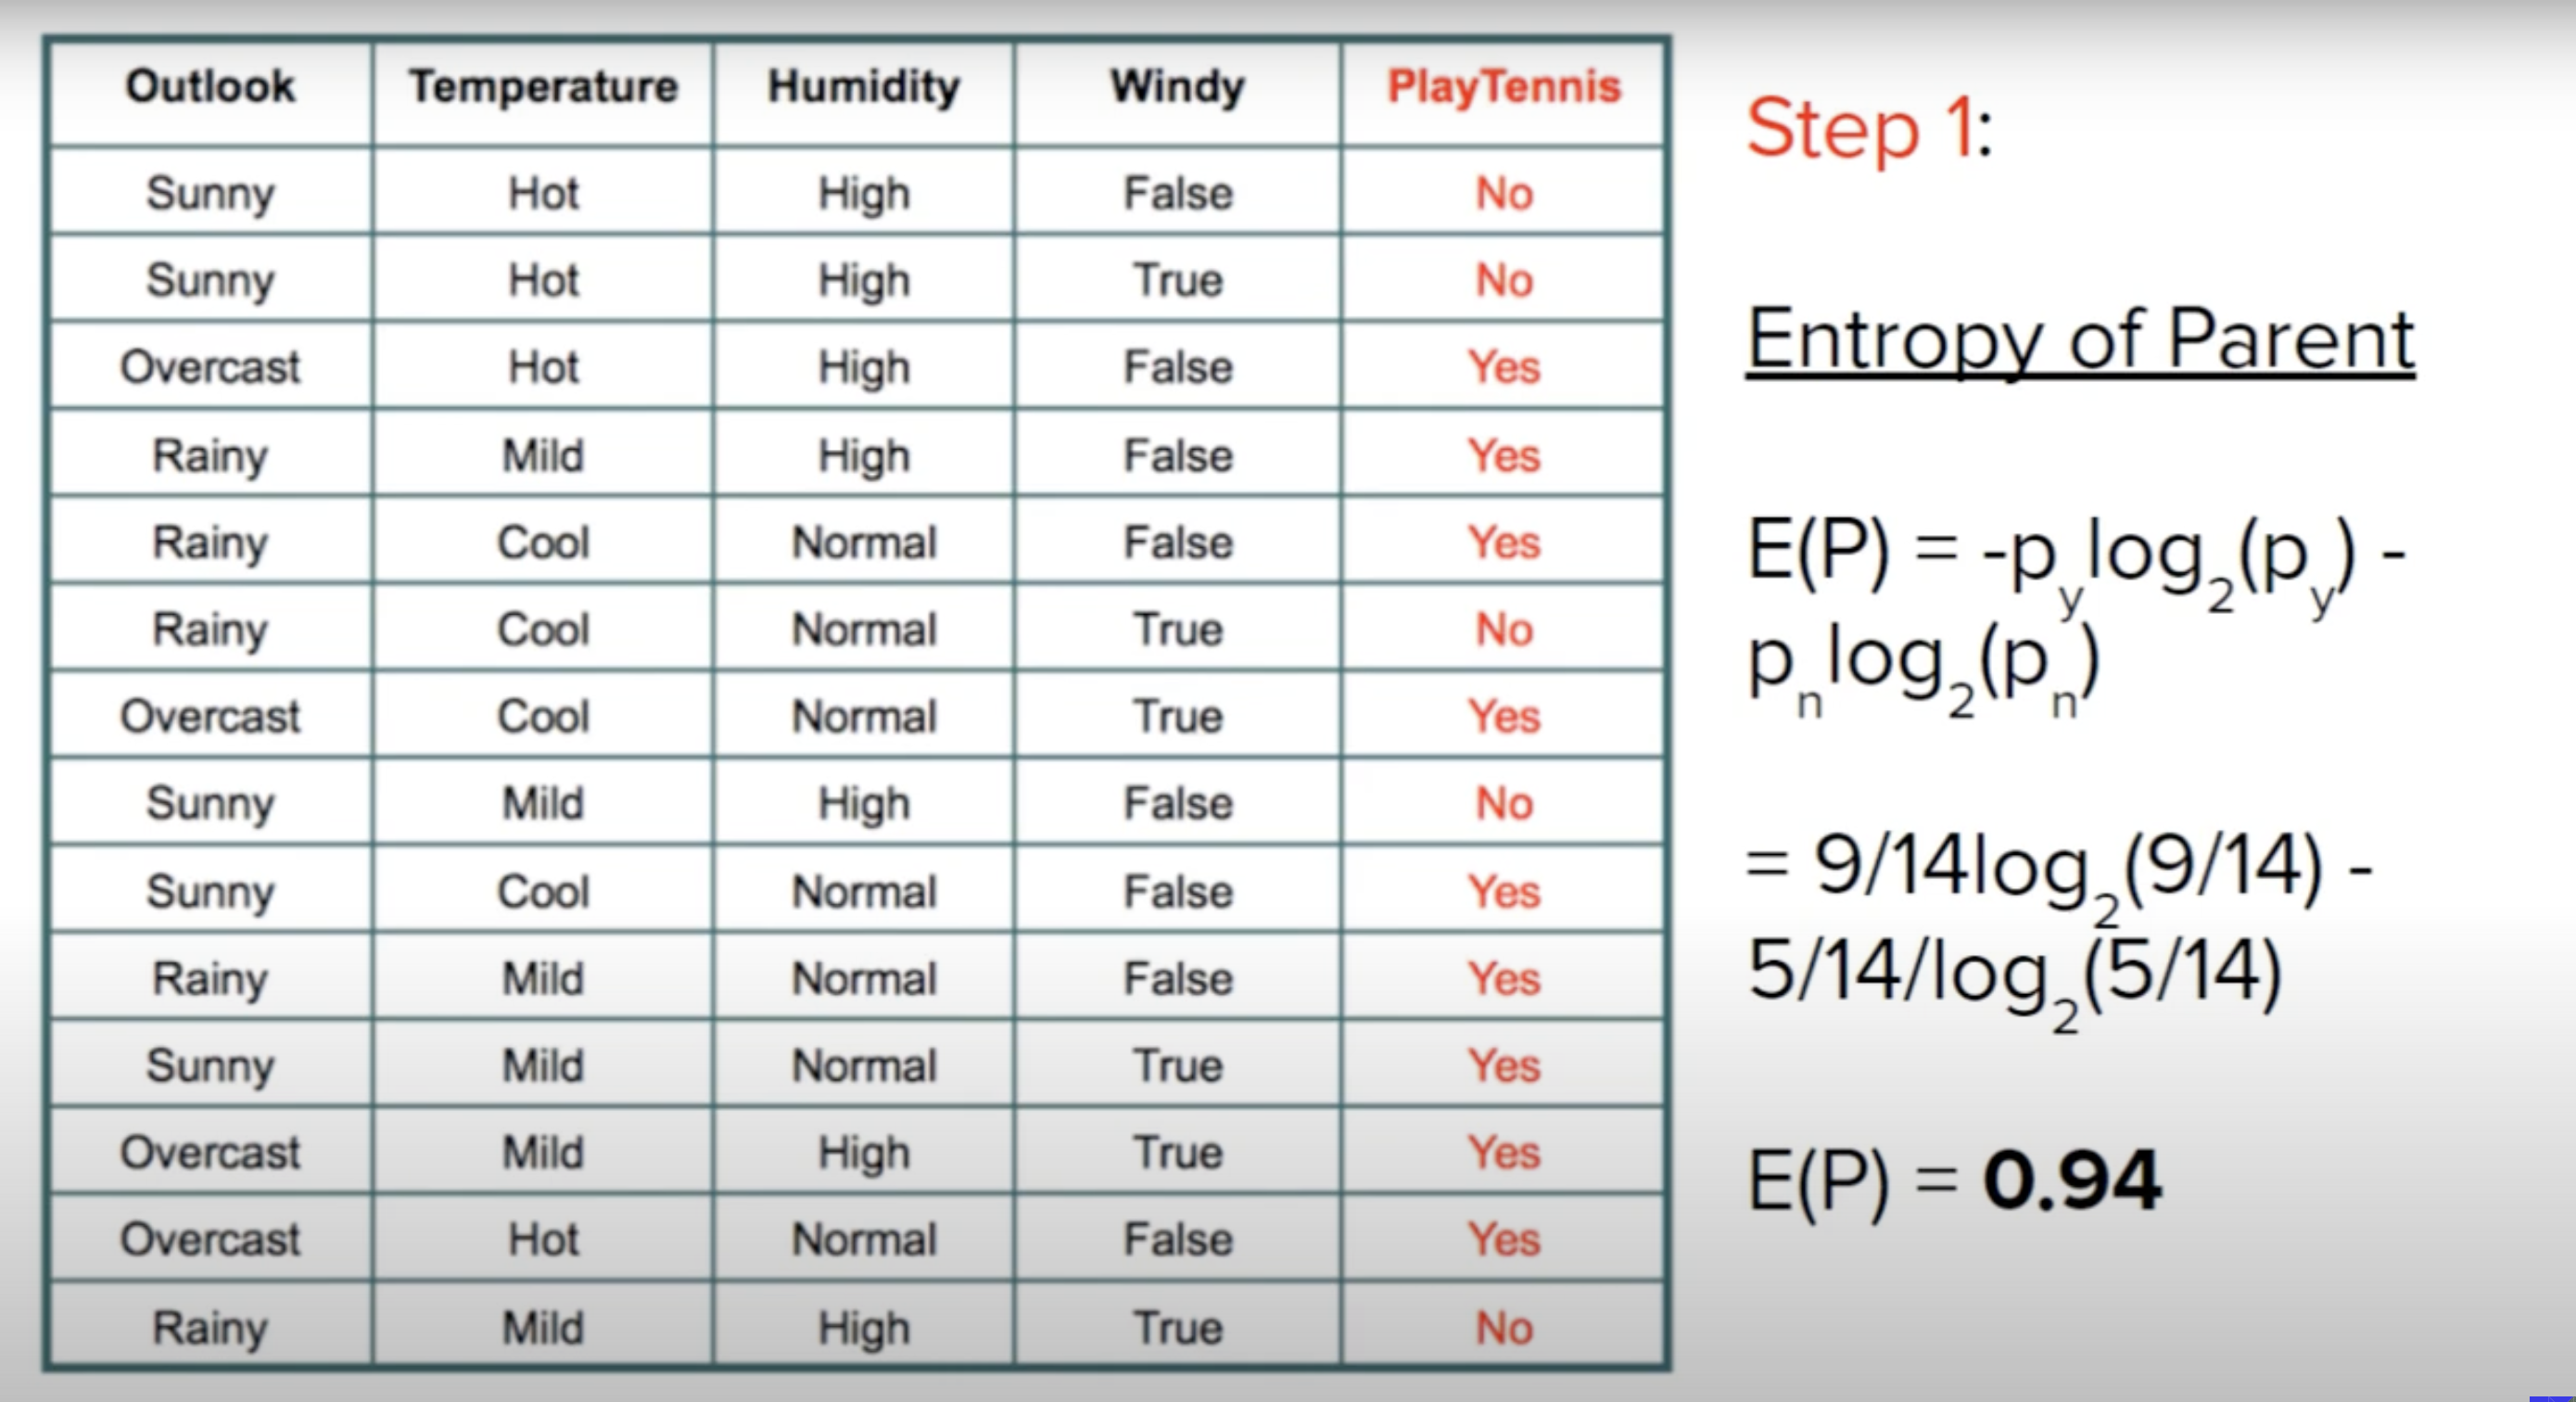 Outlook Temperature Humidity Windy PlayTennis
Sunny Hot High False No
Sunny Hot High True No
Overcast Hot High False Yes
Rainy Mild High False Yes
Rainy Cool Normal False Yes
Rainy Cool Normal True No
Overcast Cool Normal True Yes
Sunny Mild High False No
Sunny Cool Normal False Yes
Rainy Mild Normal False Yes
Sunny Mild Normal True Yes
Overcast Mild High True Yes
Overcast Hot Normal False Yes
Rainy Mild High True No
Step 1:
Entropy of Parent
E(P) = -p_y log_2(p_y) -
p_n log_2(p_n)
= 9/14log_2(9/14) -
5/14/log_2(5/14)
E(P) = 0.94